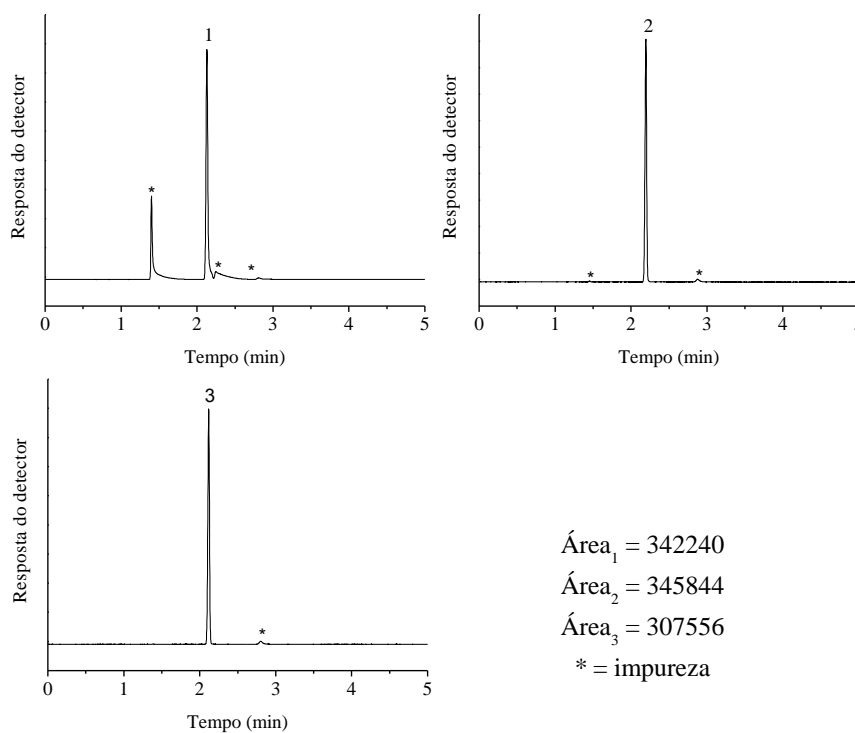 1
*
*
*
Resposta do detector
0 1 2 3 4 5
Tempo (min)
2
*
*
Resposta do detector
0 1 2 3 4
Tempo (min)
3
*
Resposta do detector
0 1 2 3 4 5
Tempo (min)
Área1 = 342240
Área2 = 345844
Área3 = 307556
* = impureza